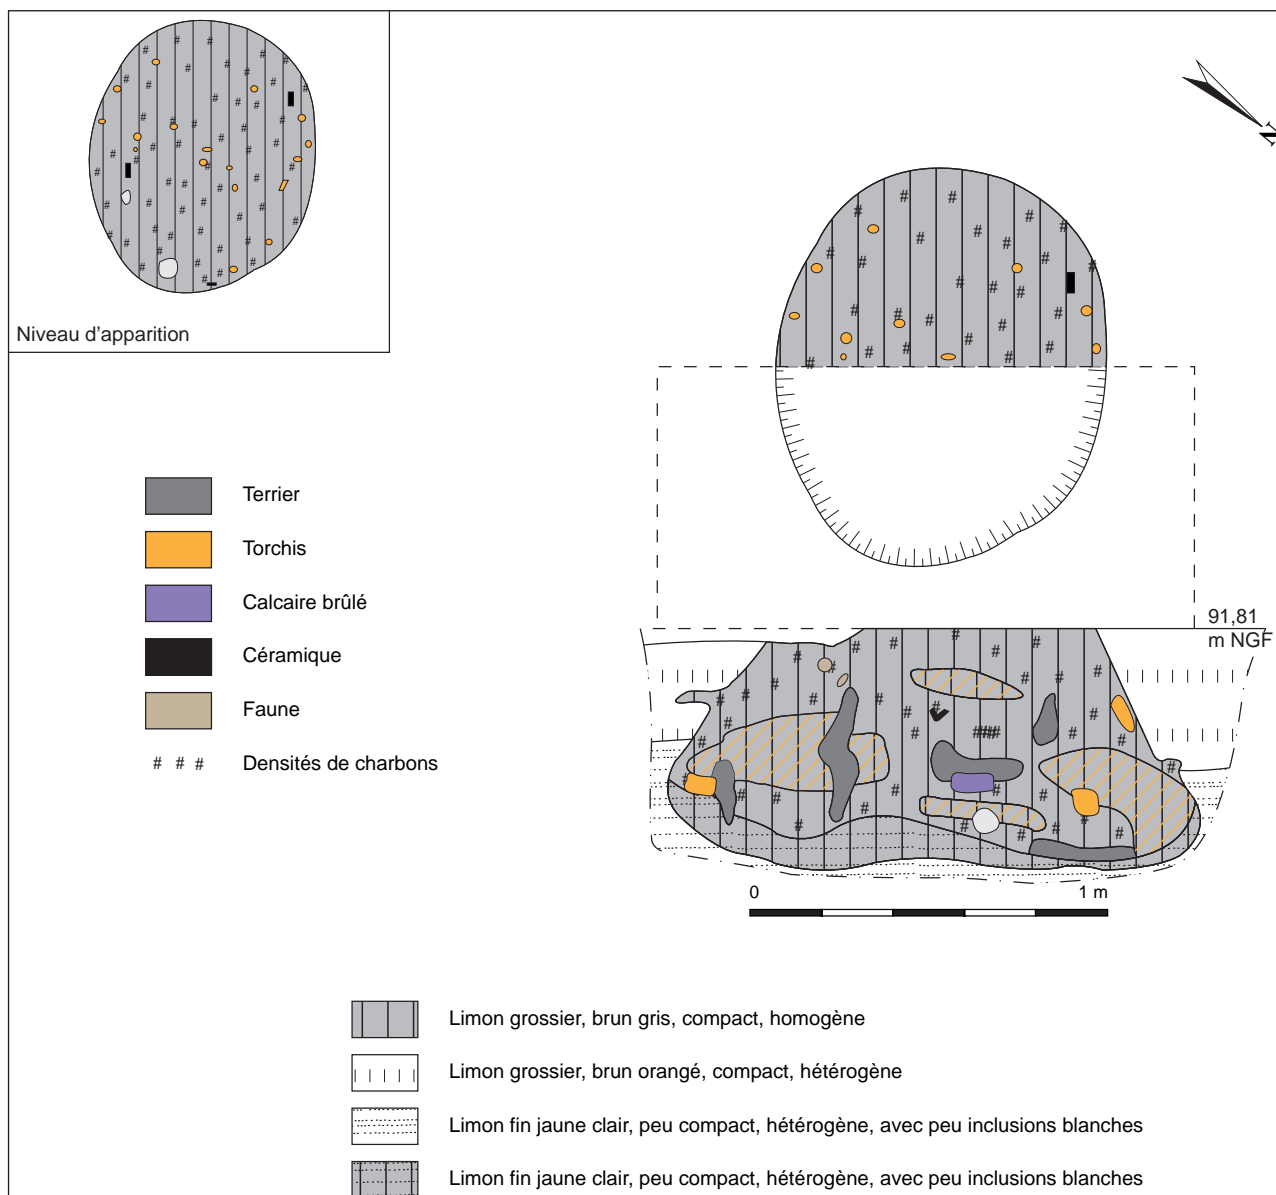 Niveau d'apparition
N
Terrier
Torchis
Calcaire brûlé
Céramique
Faune
# # # Densités de charbons
91,81
m NGF
0 1 m
Limon grossier, brun gris, compact, homogène
Limon grossier, brun orangé, compact, hétérogène
Limon fin jaune clair, peu compact, hétérogène, avec peu inclusions blanches
Limon fin jaune clair, peu compact, hétérogène, avec peu inclusions blanches